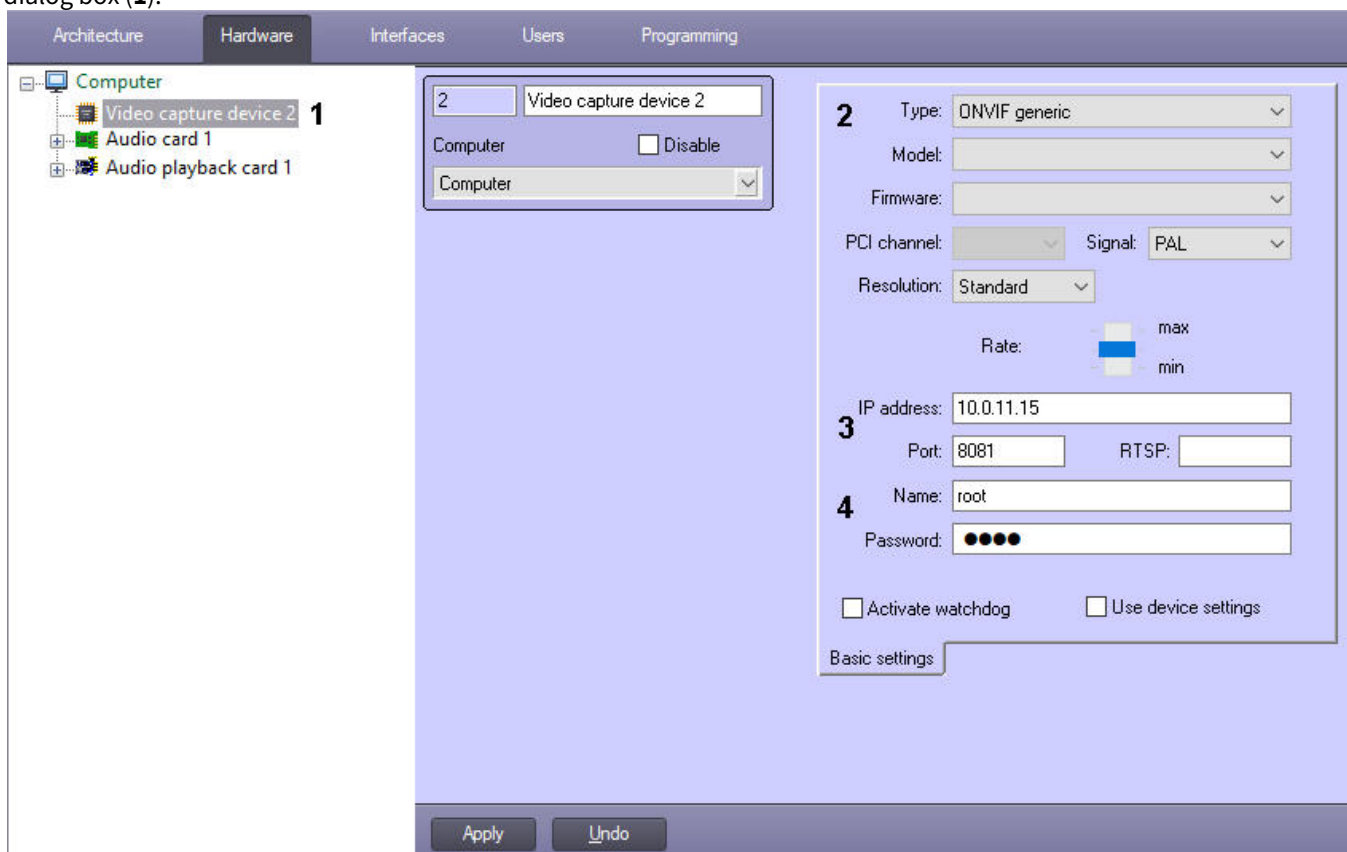 dialog box (1).
Architecture Hardware Interfaces Users Programming
Computer
Video capture device 2 1
Audio card 1
Audio playback card 1
2 Video capture device 2
Computer Disable
Computer
2 Type: ONVIF generic
Model:
Firmware:
PCI channel: Signal: PAL
Resolution: Standard
Rate: max
min
3 IP address: 10.0.11.15
Port: 8081 RTSP:
4 Name: root
Password: ●●●●
Activate watchdog Use device settings
Basic settings
Apply Undo